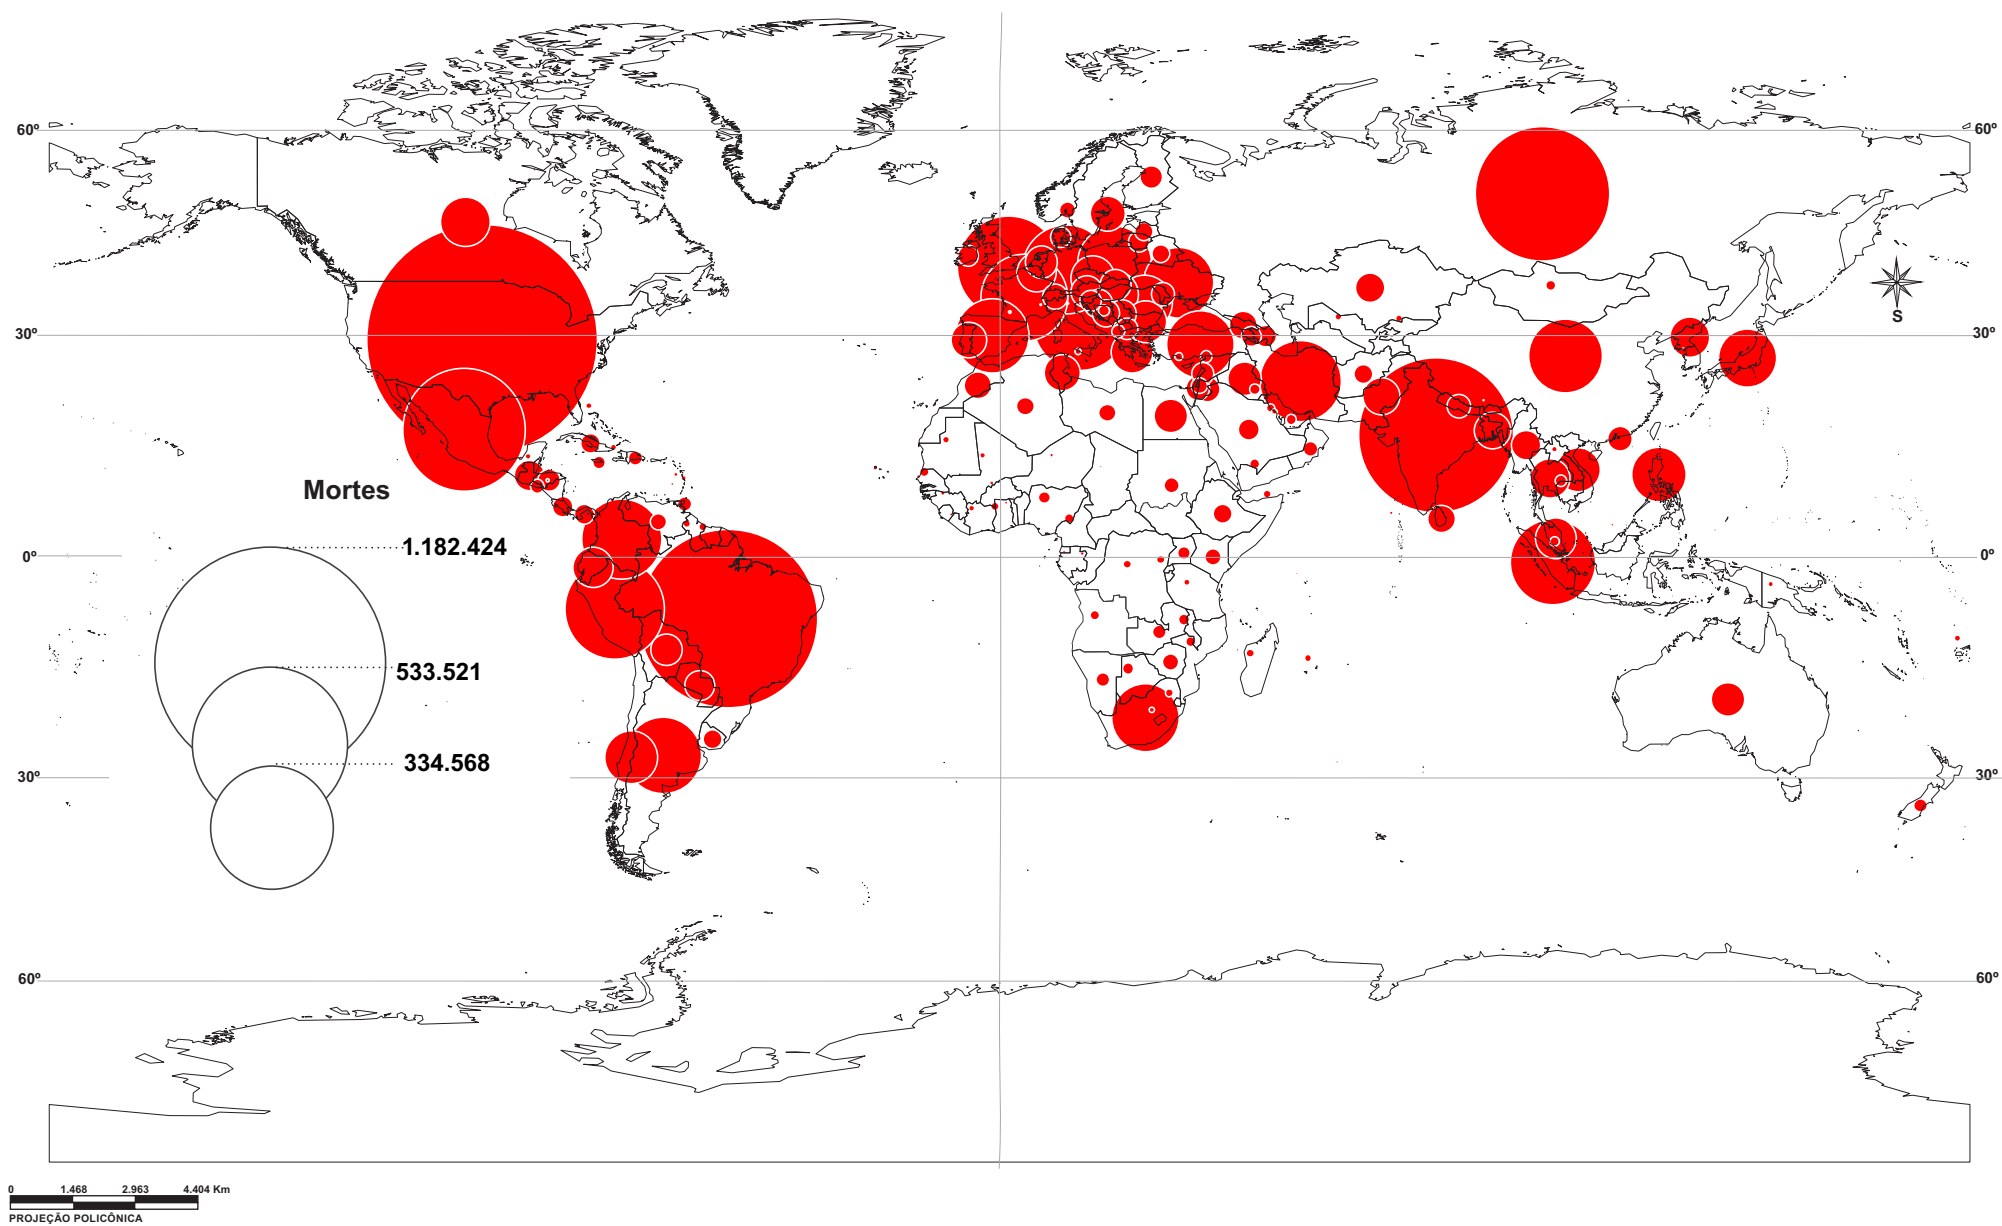 60º
60º
30º
30º
S
Mortes
1.182.424
533.521
334.568
0º
0º
30º
30º
60º
60º
0 1.468 2.963 4.404 Km
PROJEÇÃO POLICÔNICA